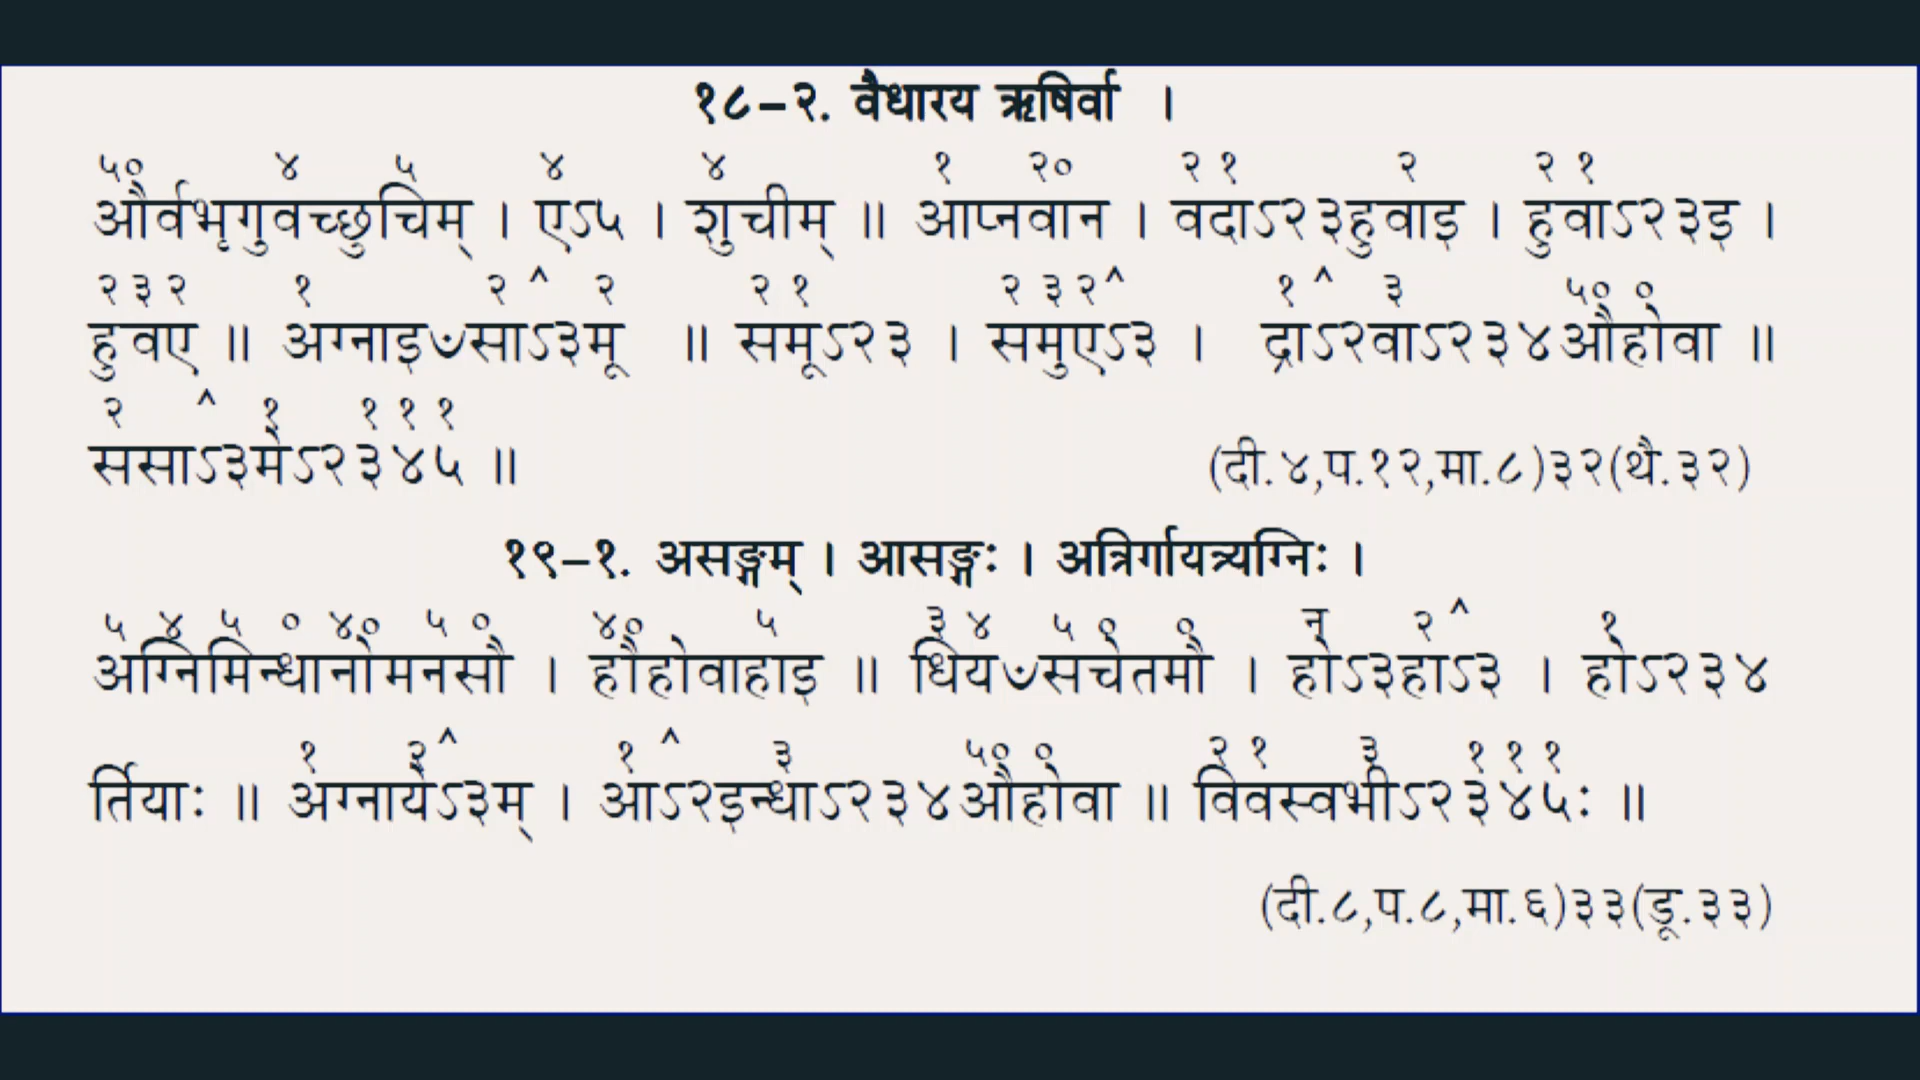 १८–२. वैधारय ऋषिर्वा ।
५० ४ ५ ४ ४ १ २० २ १ २ २ १
और्वभृगुवच्छुचिम् । एऽ५ । शुचीम् ॥ आप्नवान । वदाऽ२३हुवाइ । हुवाऽ२३इ ।
२ ३ २ १ २ ^ २ २ १ २ ३ २^ १ ^ ३ ५० ०
हुवए ॥ अग्नाइ᳒साऽ३मू ॥ समूऽ२३ । समुएऽ३ । द्राऽ२वाऽ२३४औहोवा ॥
२ ^ १ १ १ १
ससाऽ३मेऽ२३४५ ॥ (दी.४,प.१२,मा.८)३२(थै.३२)
१९–१. असङ्गम् । आसङ्गः । अत्रिर्गायत्र्यग्निः ।
५ ४ ५ ० ४० ५ ० ४० ५ ३ ४ ५ ० ० न २ ^ १
अग्निमिन्धानोमनसौ । हौहोवाहाइ ॥ धिय᳒सचेतमौ । होऽ३हाऽ३ । होऽ२३४
१ २^ १ ^ ३ ५० ० २ १ ३ १ १ १
र्तियाः ॥ अग्नायेऽ३म् । आऽ२इन्धाऽ२३४औहोवा ॥ विवस्वभीऽ२३४५ः ॥
(दी.८,प.८,मा.६)३३(डू.३३)